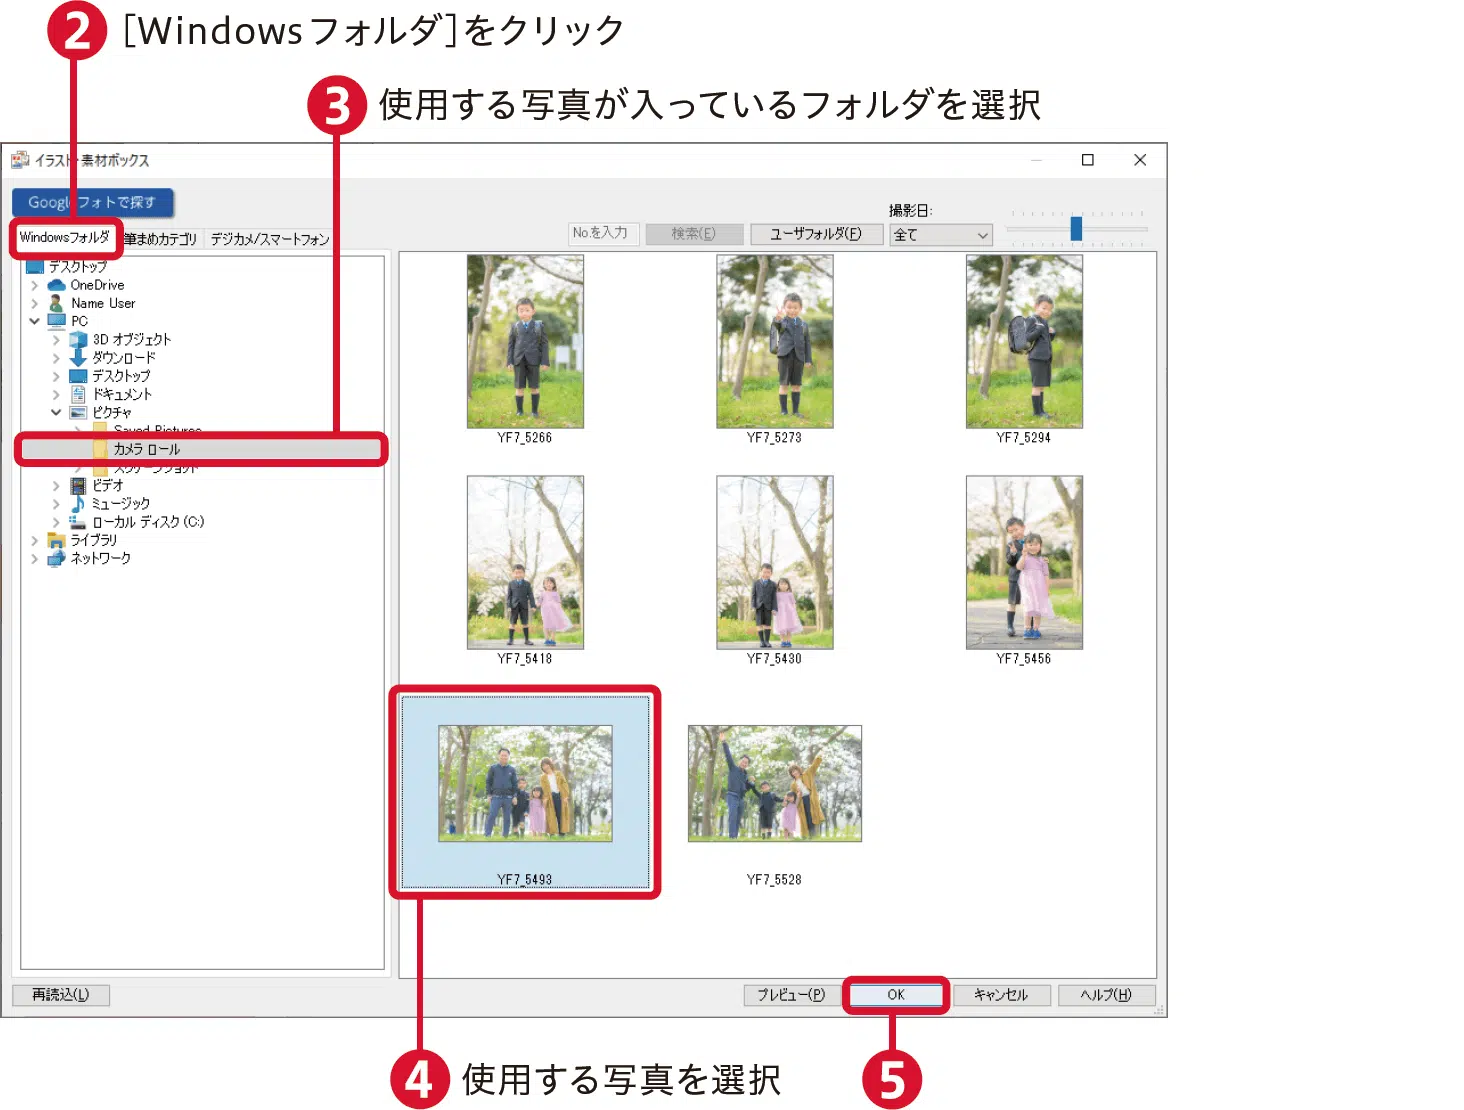 2 [Windowsフォルダ]をクリック
3 使用する写真が入っているフォルダを選択
イラスト・素材ボックス
Googleフォトで探す
撮影日:
Windowsフォルダ 筆まめカテゴリ デジカメ/スマートフォン
No.を入力 検索(E) ユーザフォルダ(F) 全て
デスクトップ
OneDrive
Name User
PC
3D オブジェクト
ダウンロード
デスクトップ
ドキュメント
ピクチャ
Saved Pictures
カメラ ロール
スクリーンショット
ビデオ
ミュージック
ローカル ディスク (C:)
ライブラリ
ネットワーク
YF7_5266 YF7_5273 YF7_5294
YF7_5418 YF7_5430 YF7_5456
YF7_5493 YF7_5528
再読込(L) プレビュー(P) OK キャンセル ヘルプ(H)
4 使用する写真を選択
5